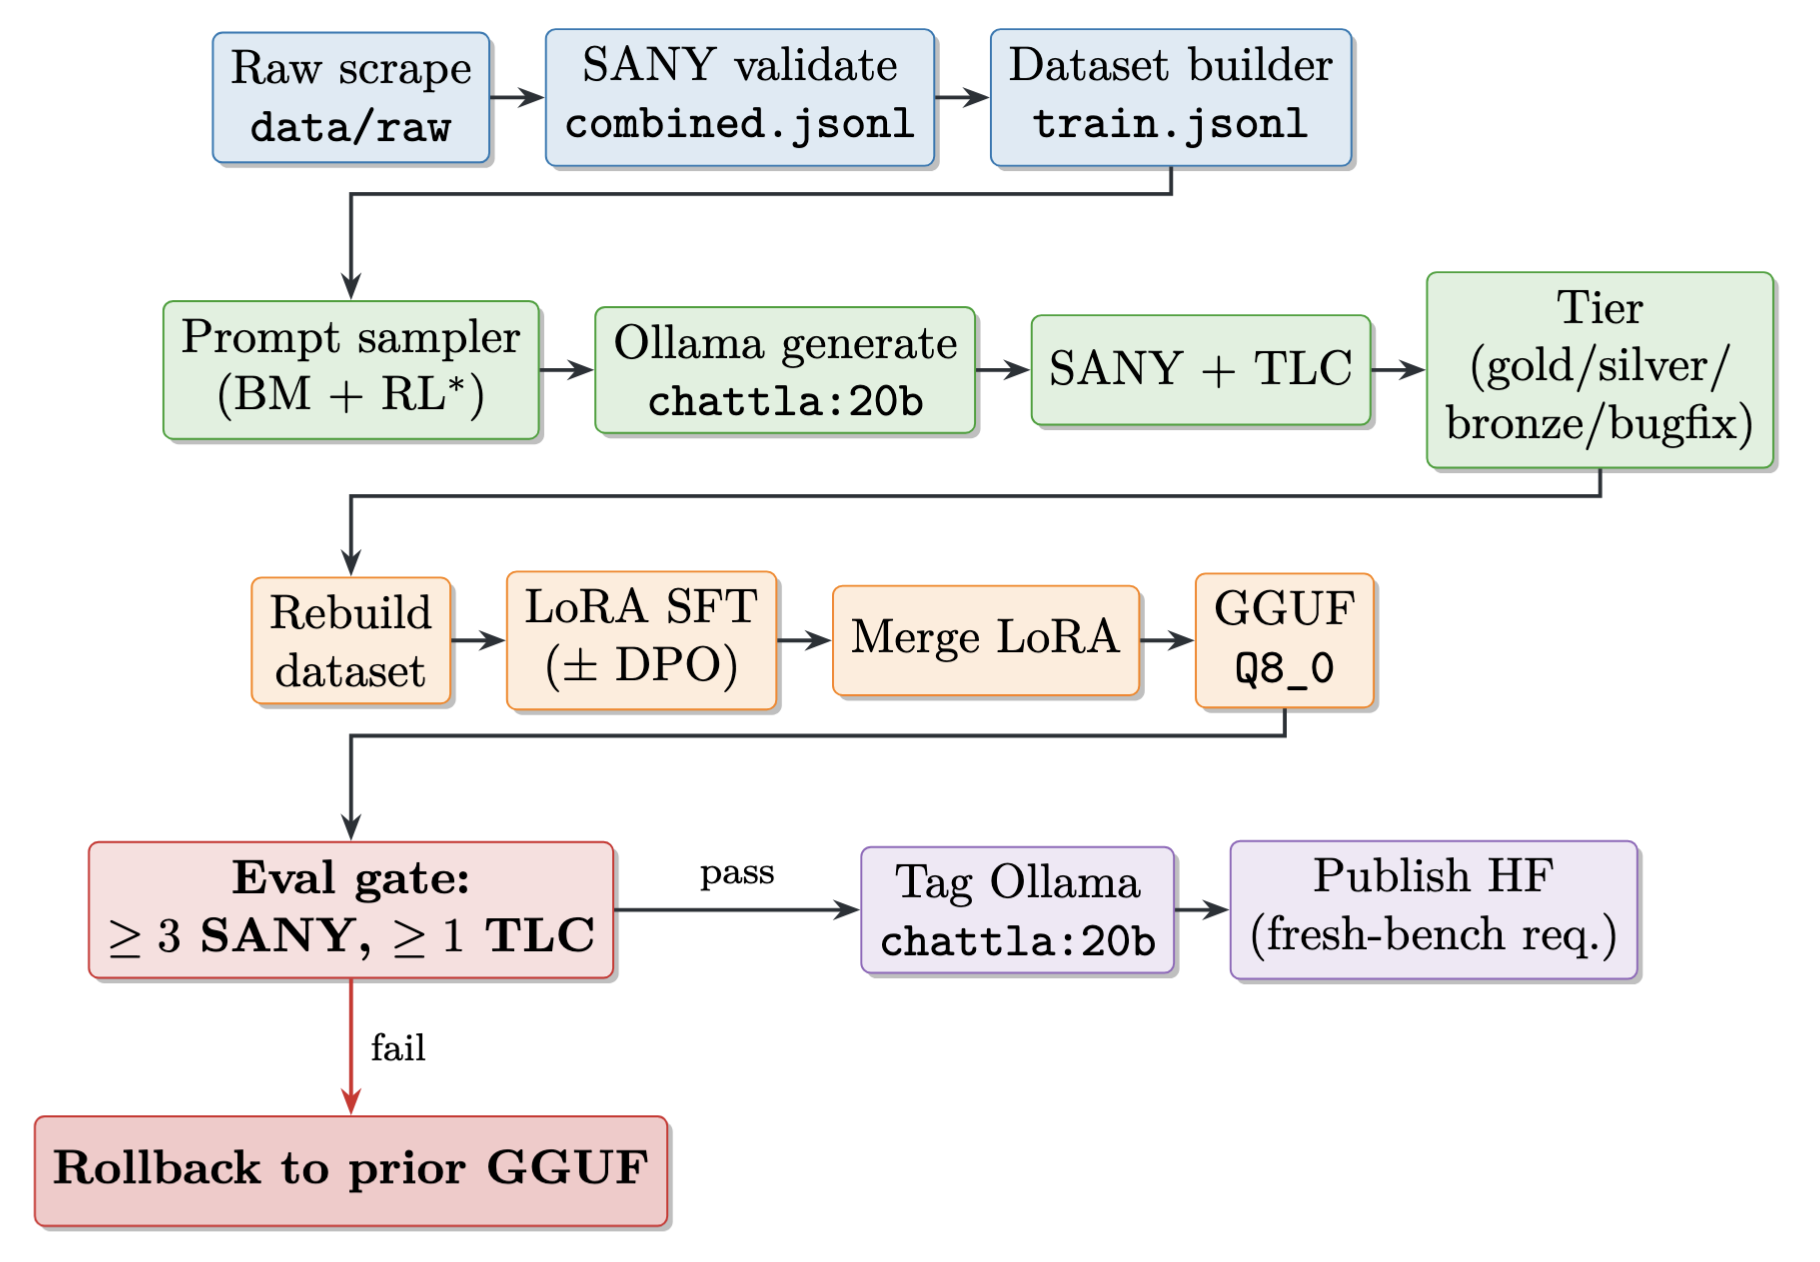 Raw scrape
data/raw
SANY validate
combined.jsonl
Dataset builder
train.jsonl
Prompt sampler
(BM + RL*)
Ollama generate
chattla:20b
SANY + TLC
Tier
(gold/silver/
bronze/bugfix)
Rebuild
dataset
LoRA SFT
(± DPO)
Merge LoRA
GGUF
Q8_0
Eval gate:
≥ 3 SANY, ≥ 1 TLC
pass
Tag Ollama
chattla:20b
Publish HF
(fresh-bench req.)
fail
Rollback to prior GGUF